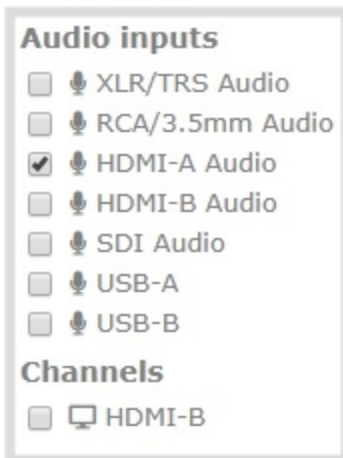 Audio inputs
XLR/TRS Audio
RCA/3.5mm Audio
HDMI-A Audio
HDMI-B Audio
SDI Audio
USB-A
USB-B
Channels
HDMI-B